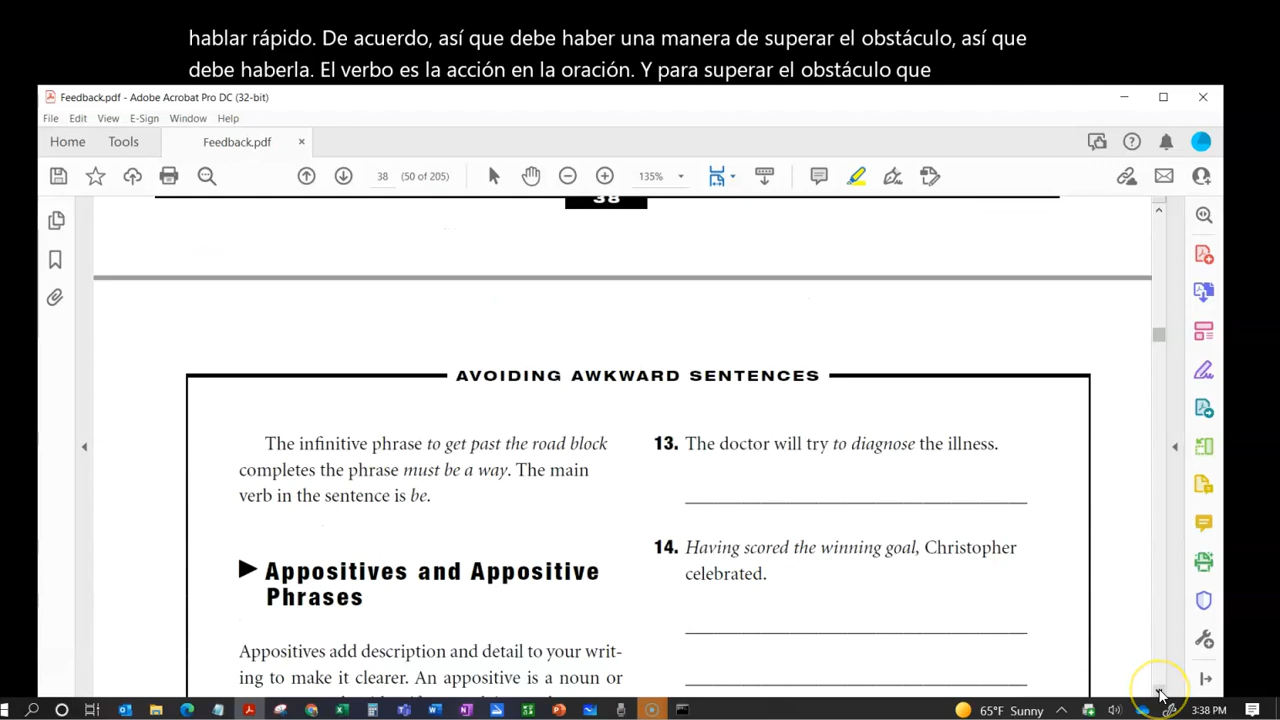 hablar rápido. De acuerdo, así que debe haber una manera de superar el obstáculo, así que
debe haberla. El verbo es la acción en la oración. Y para superar el obstáculo que
Feedback.pdf - Adobe Acrobat Pro DC (32-bit)
File Edit View E-Sign Window Help
Home Tools Feedback.pdf ×
38 (50 of 205) 135%
38
AVOIDING AWKWARD SENTENCES
The infinitive phrase to get past the road block
completes the phrase must be a way. The main
verb in the sentence is be.
Appositives and Appositive
Phrases
Appositives add description and detail to your writ-
ing to make it clearer. An appositive is a noun or
13. The doctor will try to diagnose the illness.
14. Having scored the winning goal, Christopher
celebrated.
65°F Sunny 3:38 PM